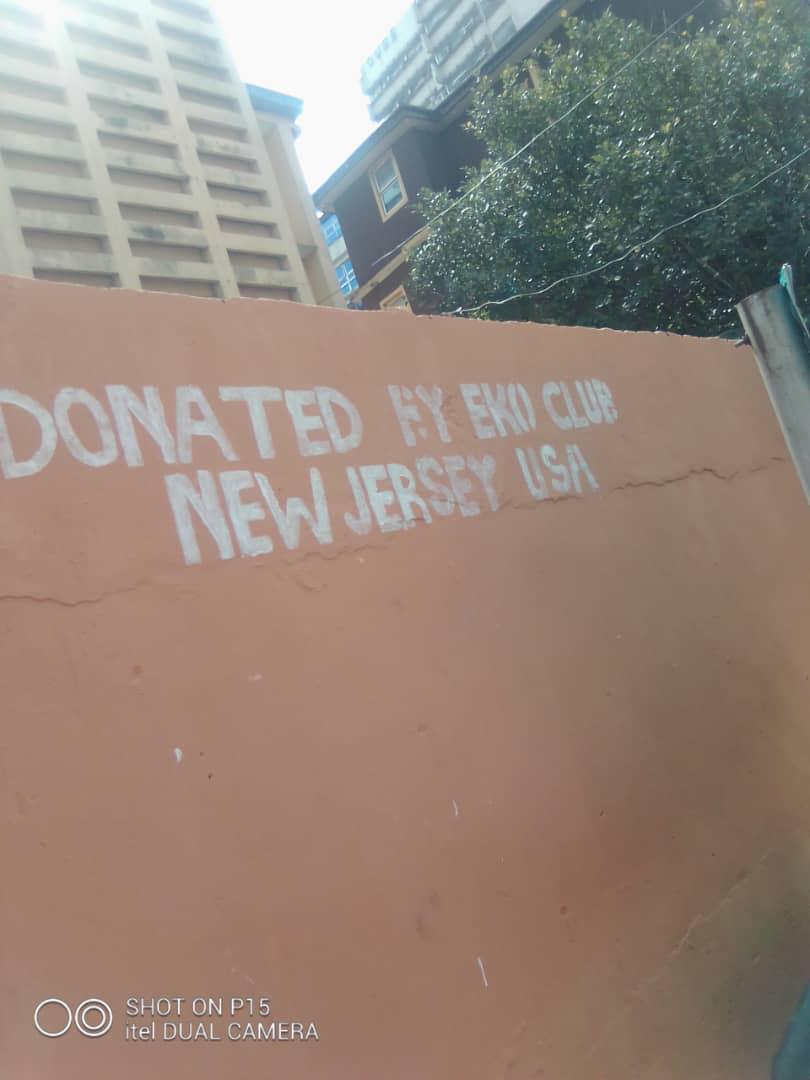 DONATED BY EKO CLUB
NEW JERSEY USA
SHOT ON P15
itel DUAL CAMERA